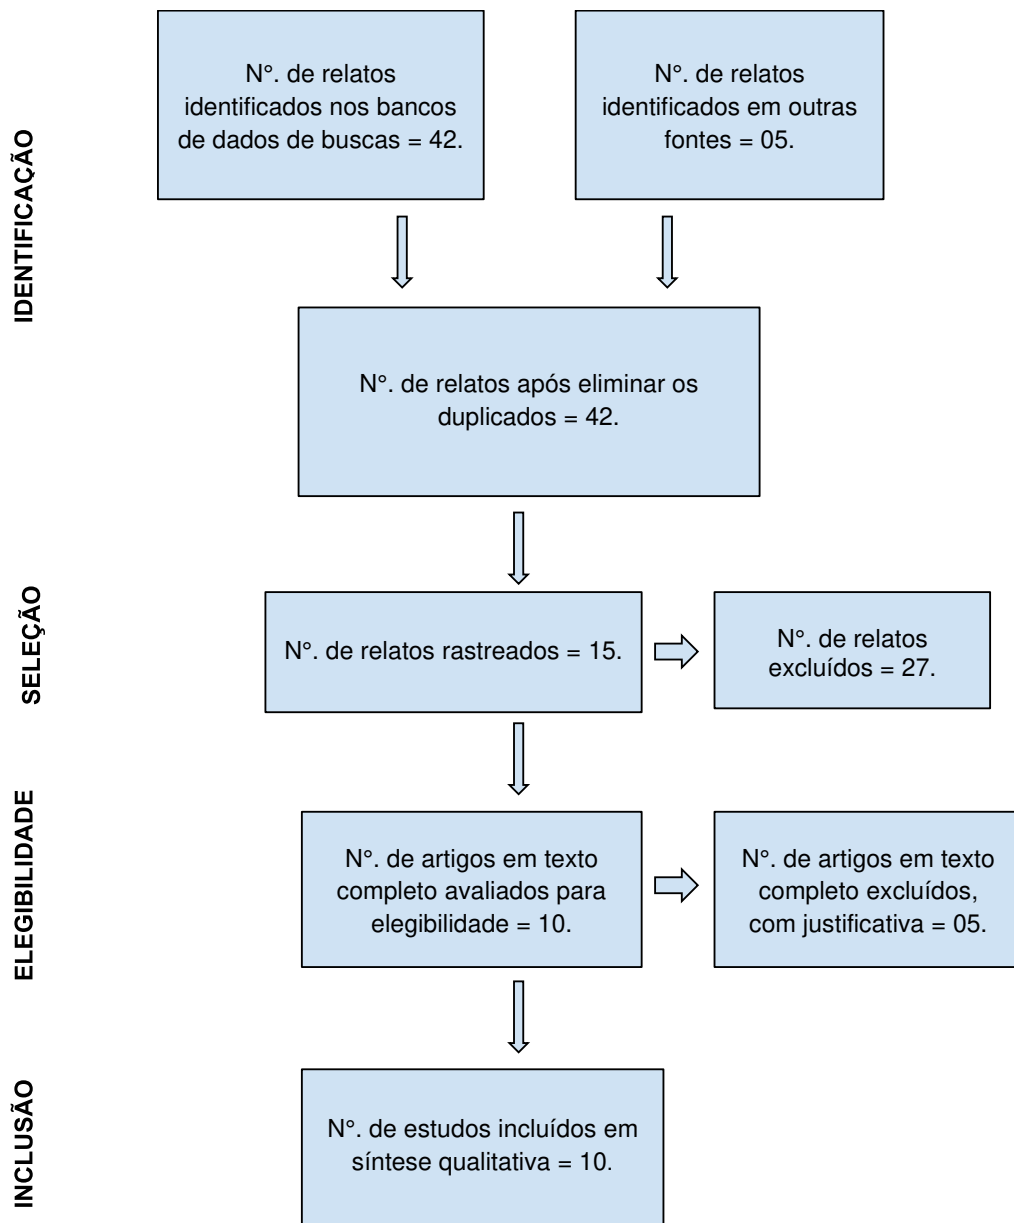 IDENTIFICAÇÃO
N°. de relatos
identificados nos bancos
de dados de buscas = 42.
N°. de relatos
identificados em outras
fontes = 05.
N°. de relatos após eliminar os
duplicados = 42.
SELEÇÃO
N°. de relatos rastreados = 15.
N°. de relatos
excluídos = 27.
ELEGIBILIDADE
N°. de artigos em texto
completo avaliados para
elegibilidade = 10.
N°. de artigos em texto
completo excluídos,
com justificativa = 05.
INCLUSÃO
N°. de estudos incluídos em
síntese qualitativa = 10.